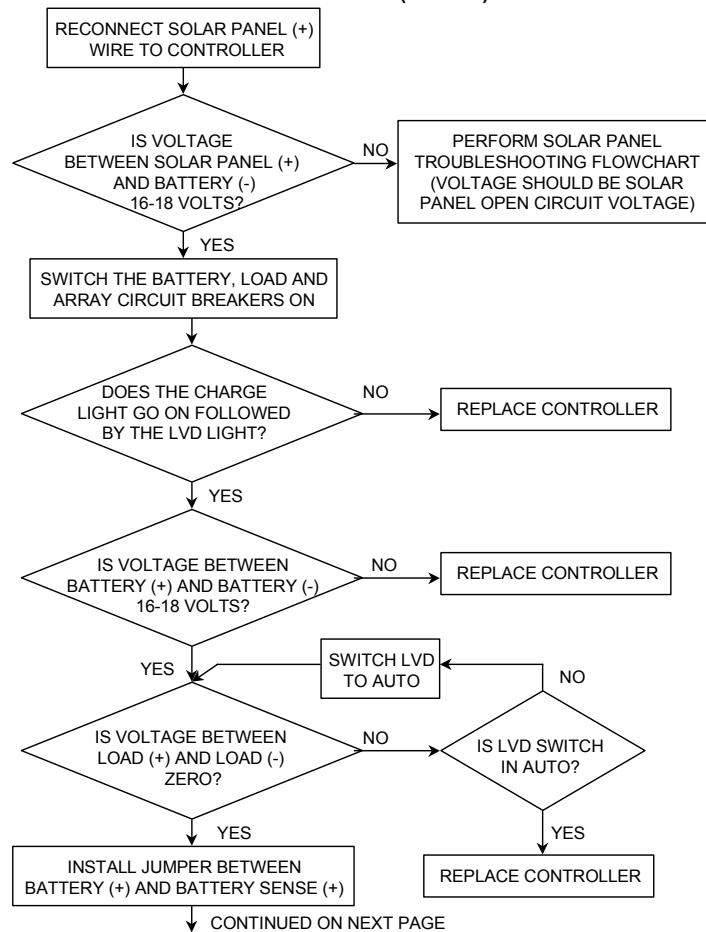 RECONNECT SOLAR PANEL (+)
WIRE TO CONTROLLER
IS VOLTAGE
BETWEEN SOLAR PANEL (+)
AND BATTERY (-)
16-18 VOLTS?
NO
PERFORM SOLAR PANEL
TROUBLESHOOTING FLOWCHART
(VOLTAGE SHOULD BE SOLAR
PANEL OPEN CIRCUIT VOLTAGE)
YES
SWITCH THE BATTERY, LOAD AND
ARRAY CIRCUIT BREAKERS ON
DOES THE CHARGE
LIGHT GO ON FOLLOWED
BY THE LVD LIGHT?
NO
REPLACE CONTROLLER
YES
IS VOLTAGE BETWEEN
BATTERY (+) AND BATTERY (-)
16-18 VOLTS?
NO
REPLACE CONTROLLER
YES
SWITCH LVD
TO AUTO
NO
IS VOLTAGE BETWEEN
LOAD (+) AND LOAD (-)
ZERO?
NO
IS LVD SWITCH
IN AUTO?
YES
YES
INSTALL JUMPER BETWEEN
BATTERY (+) AND BATTERY SENSE (+)
REPLACE CONTROLLER
CONTINUED ON NEXT PAGE